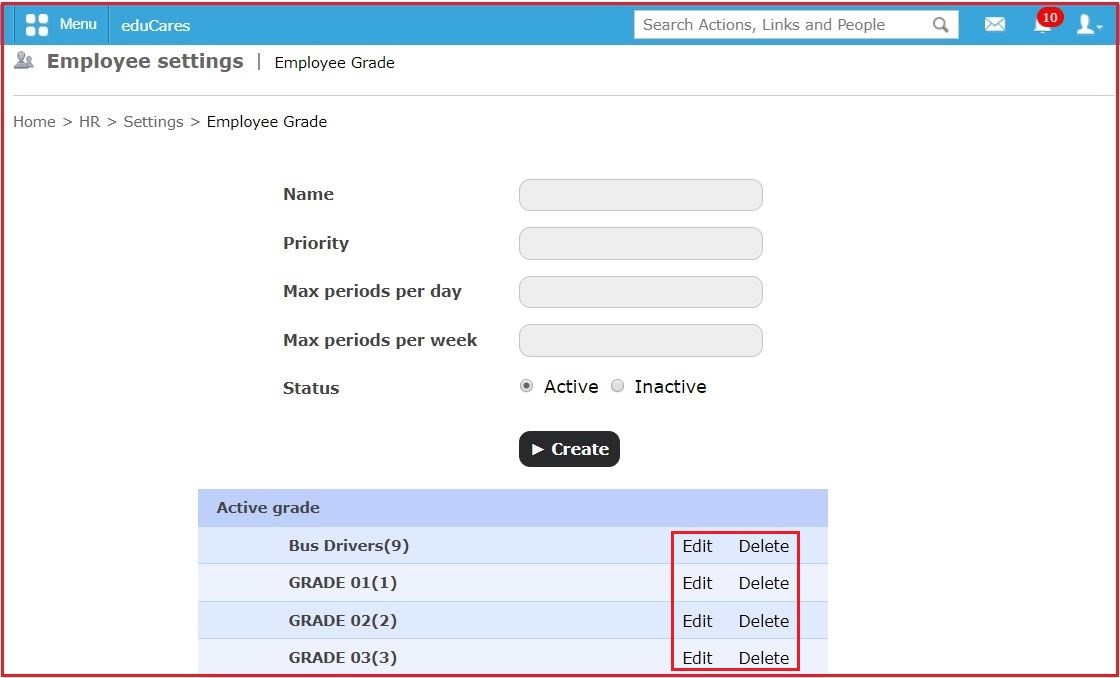 Menu eduCares Search Actions, Links and People 10
Employee settings | Employee Grade
Home > HR > Settings > Employee Grade
Name
Priority
Max periods per day
Max periods per week
Status Active Inactive
Create
Active grade
Bus Drivers(9) Edit Delete
GRADE 01(1) Edit Delete
GRADE 02(2) Edit Delete
GRADE 03(3) Edit Delete